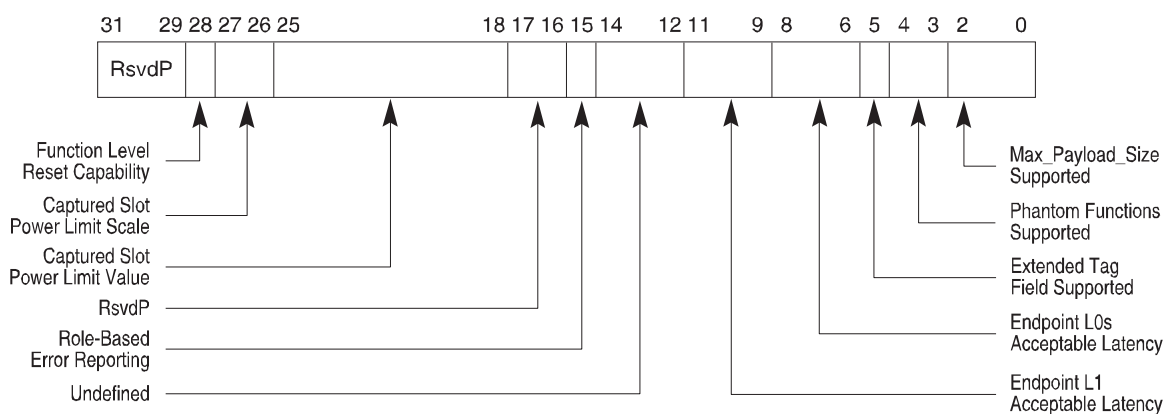 31 29 28 27 26 25 18 17 16 15 14 12 11 9 8 6 5 4 3 2 0
RsvdP
Function Level
Reset Capability
Captured Slot
Power Limit Scale
Captured Slot
Power Limit Value
RsvdP
Role-Based
Error Reporting
Undefined
Max_Payload_Size
Supported
Phantom Functions
Supported
Extended Tag
Field Supported
Endpoint L0s
Acceptable Latency
Endpoint L1
Acceptable Latency